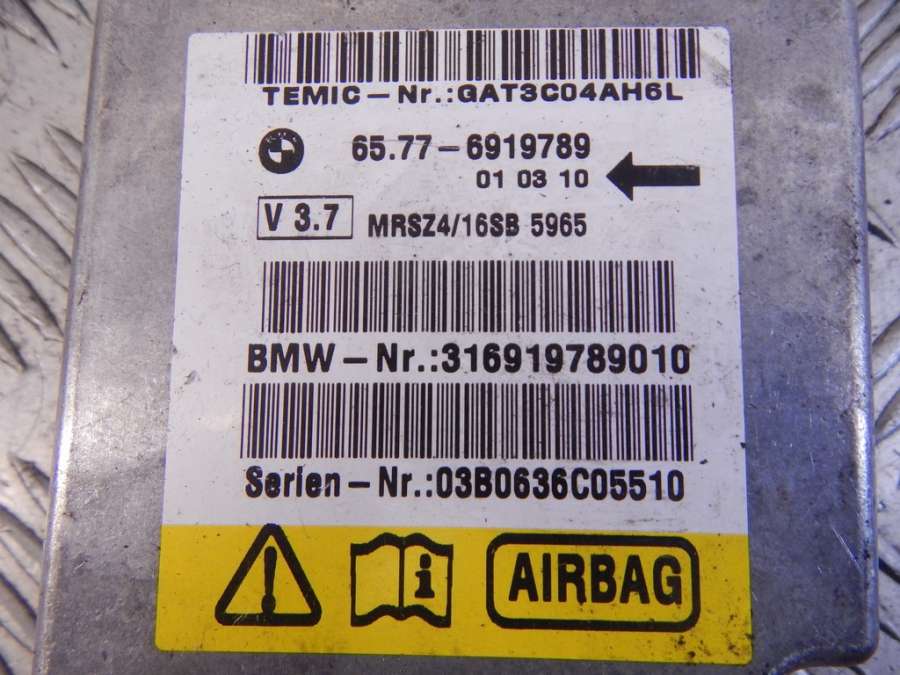 TEMIC-Nr.:GAT3C04AH6L
65.77-6919789
01 03 10
V 3.7 MRSZ4/16SB 5965
BMW-Nr.:316919789010
Serien-Nr.:03B0636C05510
i AIRBAG